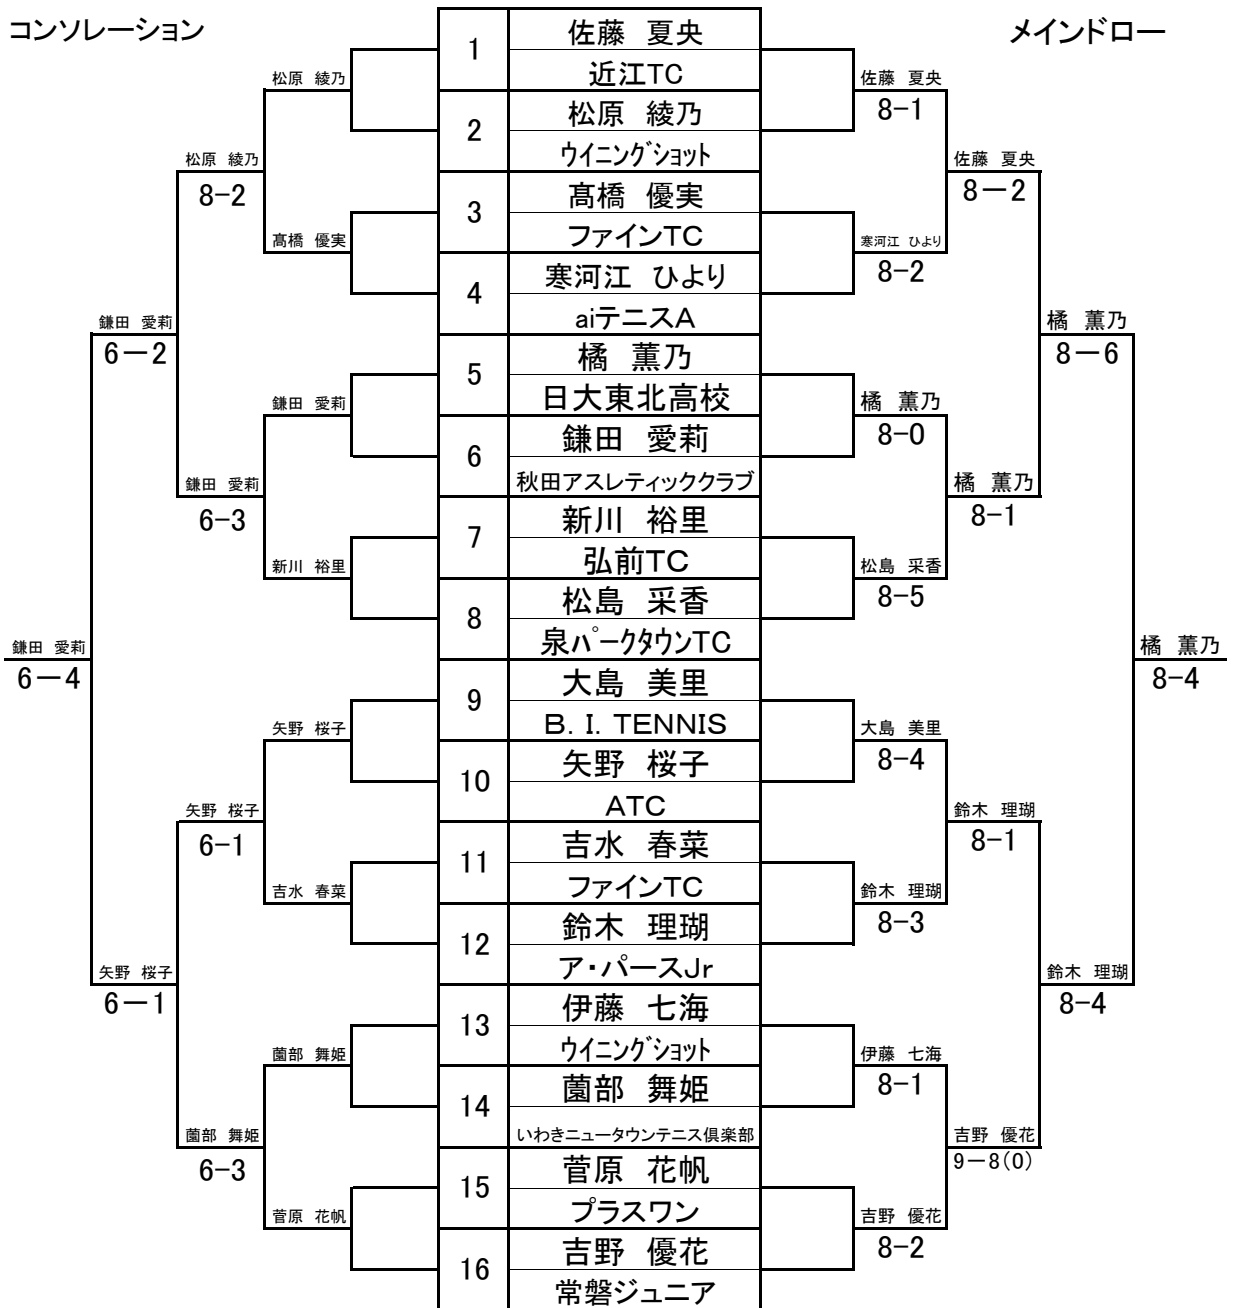 コンソレーション
メインドロー
1
佐藤 夏央
近江TC
2
松原 綾乃
ウイニングショット
3
髙橋 優実
ファインTC
4
寒河江 ひより
aiテニスA
5
橘 薫乃
日大東北高校
6
鎌田 愛莉
秋田アスレティッククラブ
7
新川 裕里
弘前TC
8
松島 采香
泉パークタウンTC
9
大島 美里
B. I. TENNIS
10
矢野 桜子
ATC
11
吉水 春菜
ファインTC
12
鈴木 理瑚
ア・パースJr
13
伊藤 七海
ウイニングショット
14
薗部 舞姫
いわきニュータウンテニス倶楽部
15
菅原 花帆
プラスワン
16
吉野 優花
常磐ジュニア
松原 綾乃
髙橋 優実
鎌田 愛莉
新川 裕里
矢野 桜子
吉水 春菜
薗部 舞姫
菅原 花帆
松原 綾乃
8-2
鎌田 愛莉
6-3
矢野 桜子
6-1
薗部 舞姫
6-3
鎌田 愛莉
6-2
矢野 桜子
6-1
鎌田 愛莉
6-4
佐藤 夏央
8-1
寒河江 ひより
8-2
橘 薫乃
8-0
松島 采香
8-5
大島 美里
8-4
鈴木 理瑚
8-3
伊藤 七海
8-1
吉野 優花
8-2
佐藤 夏央
8-2
橘 薫乃
8-1
鈴木 理瑚
8-1
吉野 優花
9-8(0)
橘 薫乃
8-6
鈴木 理瑚
8-4
橘 薫乃
8-4